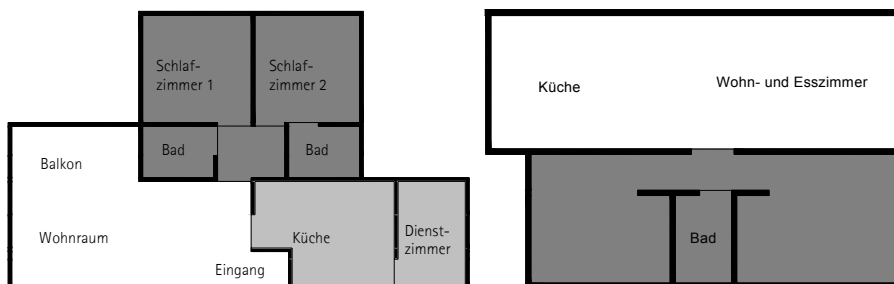 Schlaf-
zimmer 1
Schlaf-
zimmer 2
Bad
Bad
Balkon
Wohnraum
Küche
Dienst-
zimmer
Eingang
Küche
Wohn- und Esszimmer
Bad